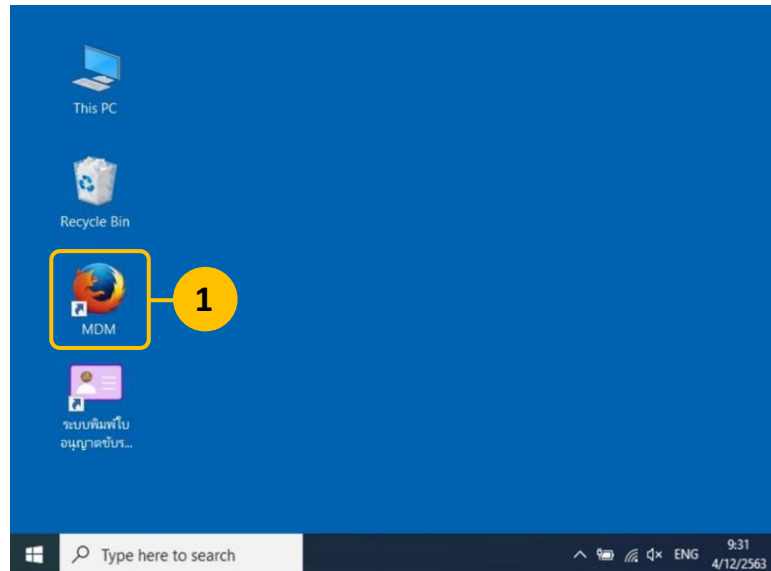 This PC
Recycle Bin
MDM
1
ระบบพิมพ์ใบ
อนุญาตขับร...
Type here to search
ENG
9:31
4/12/2563